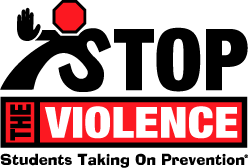 STOP
THE VIOLENCE
Students Taking On Prevention